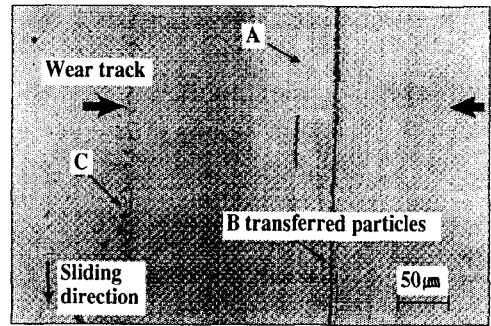 A
Wear track
C
B transferred particles
Sliding
direction
50μm